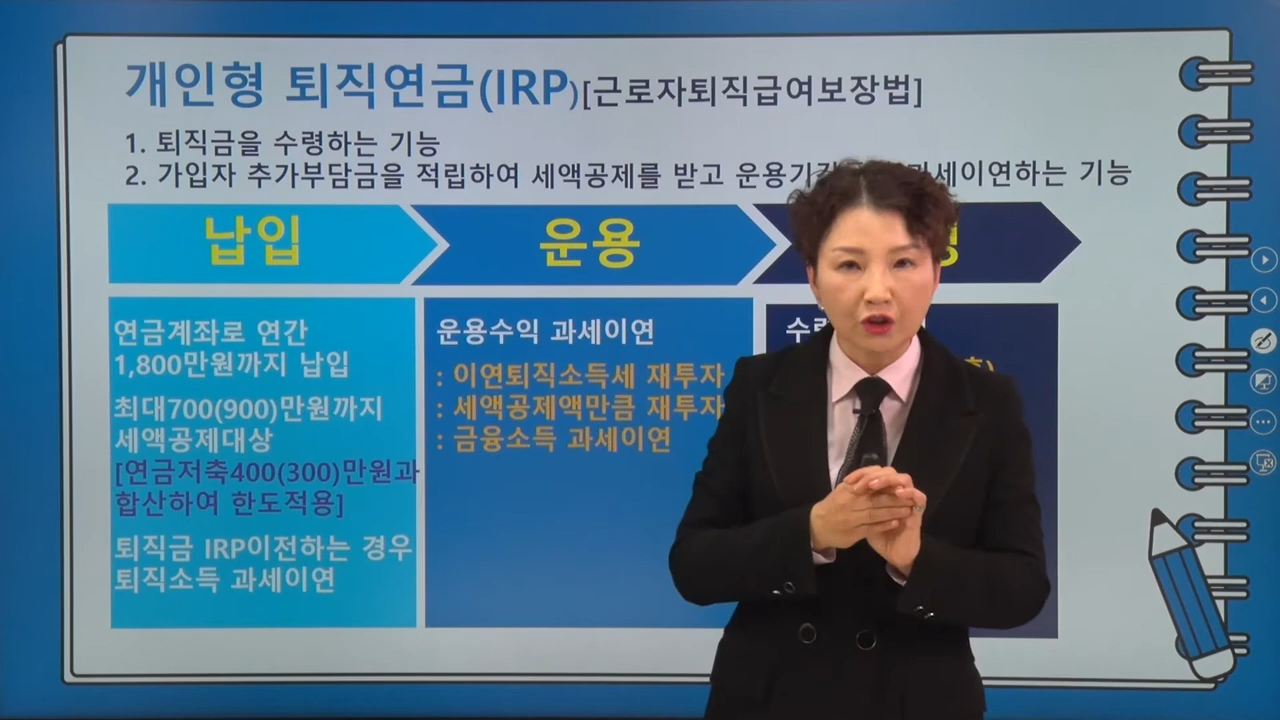 개인형 퇴직연금(IRP)[근로자퇴직급여보장법]
1. 퇴직금을 수령하는 기능
2. 가입자 추가부담금을 적립하여 세액공제를 받고 과세이연하는 기능
납입
운용
연금계좌로 연간
1,800만원까지 납입
최대700(900)만원까지
세액공제대상
[연금저축400(300)만원과
합산하여 한도적용]
퇴직금 IRP이전하는 경우
퇴직소득 과세이연
운용수익 과세이연
: 이연퇴직소득세 재투자
: 세액공제액만큼 재투자
: 금융소득 과세이연